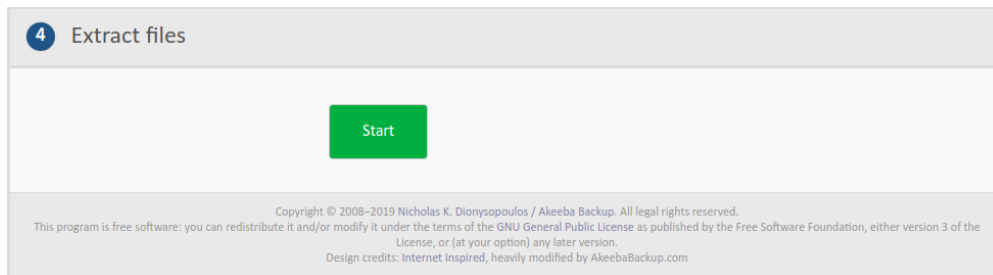 4 Extract files
Start
Copyright © 2008–2019 Nicholas K. Dionysopoulos / Akeeba Backup. All legal rights reserved.
This program is free software: you can redistribute it and/or modify it under the terms of the GNU General Public License as published by the Free Software Foundation, either version 3 of the
License, or (at your option) any later version.
Design credits: Internet Inspired, heavily modified by AkeebaBackup.com